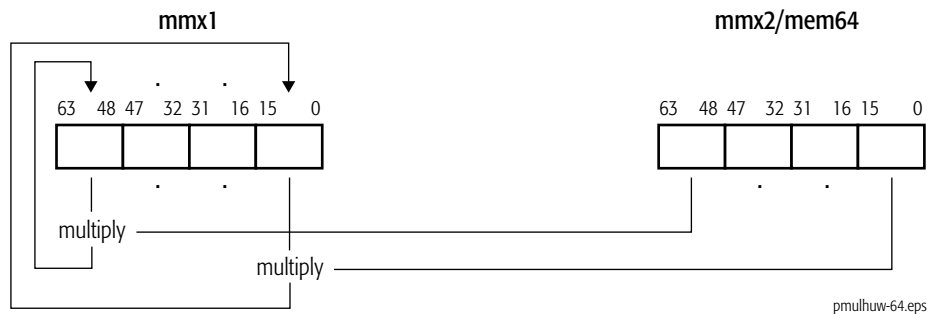 mmx1 mmx2/mem64
. .
63 48 47 32 31 16 15 0 63 48 47 32 31 16 15 0
. . . .
multiply
multiply
pmulhuw-64.eps